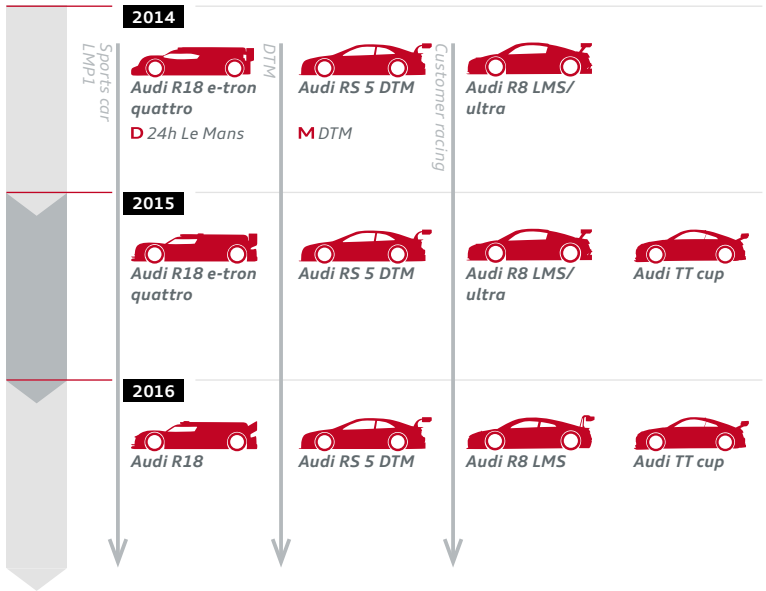 2014
Sports car
LMP1
DTM
Customer racing
Audi R18 e-tron
quattro
D 24h Le Mans
Audi RS 5 DTM
M DTM
Audi R8 LMS/
ultra
2015
Audi R18 e-tron
quattro
Audi RS 5 DTM
Audi R8 LMS/
ultra
Audi TT cup
2016
Audi R18
Audi RS 5 DTM
Audi R8 LMS
Audi TT cup